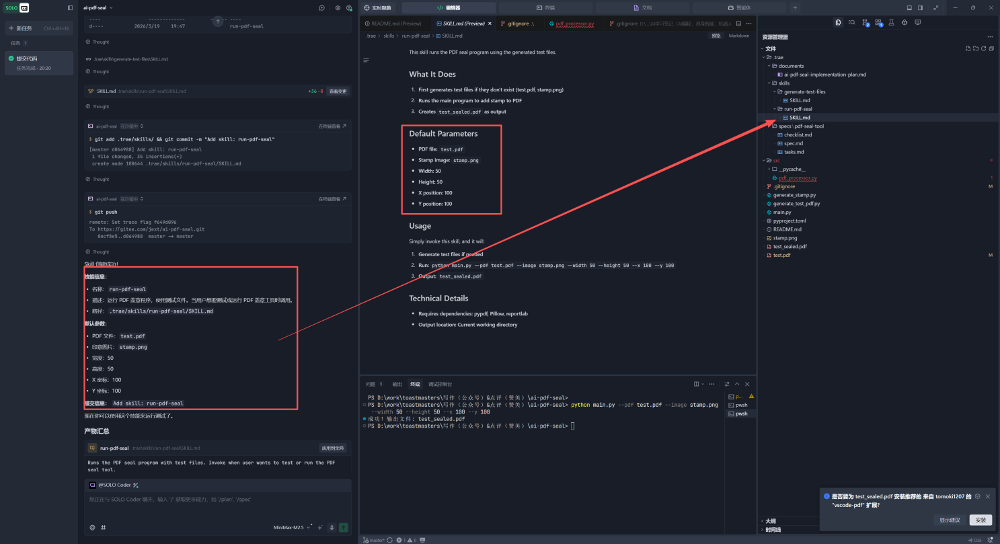 SOLO
ai-pdf-seal
新任务 Ctrl+Alt+N
任务 1
提交代码
任务完成 · 20:20
d---- 2026/3/19 19:47 run-pdf-seal
Thought
.trae\skills\generate-test-files\SKILL.md
Thought
SKILL.md .trae\skills\run-pdf-seal\SKILL.md +36 -0 查看变更
Thought
ai-pdf-seal 在沙箱中 在终端查看
$ git add .trae/skills/ && git commit -m "Add skill: run-pdf-seal"
[master d064988] Add skill: run-pdf-seal
1 file changed, 35 insertions(+)
create mode 100644 .trae/skills/run-pdf-seal/SKILL.md
Thought
ai-pdf-seal 在沙箱中 在终端查看
$ git push
remote: Set trace flag f649d096
To https://gitee.com/jext/ai-pdf-seal.git
0ecf8e5..d064988 master -> master
Thought
Skill 创建成功!
技能信息:
名称: run-pdf-seal
描述: 运行 PDF 盖章程序，使用测试文件。当用户想要测试或运行 PDF 盖章工具时调用。
路径: .trae/skills/run-pdf-seal/SKILL.md
默认参数:
PDF 文件: test.pdf
印章图片: stamp.png
宽度: 50
高度: 50
X 坐标: 100
Y 坐标: 100
提交信息: Add skill: run-pdf-seal
现在你可以使用这个技能来运行测试了。
产物汇总
run-pdf-seal .trae\skills\run-pdf-seal\SKILL.md 应用到全局
Runs the PDF seal program with test files. Invoke when user wants to test or run the PDF
seal tool.
@SOLO Coder
您正在与 SOLO Coder 聊天，输入 '/' 获取更多能力，如 '/plan', '/spec'
@ # MiniMax-M2.5
实时跟随 编辑器 终端 文档 智能体
README.md (Preview) SKILL.md (Preview) .gitignore .\ pdf_processor.py .gitignore
.trae > skills > run-pdf-seal > SKILL.md 预览 Markdown
This skill runs the PDF seal program using the generated test files.
What It Does
1. First generates test files if they don't exist (test.pdf, stamp.png)
2. Runs the main program to add stamp to PDF
3. Creates test_sealed.pdf as output
Default Parameters
PDF file: test.pdf
Stamp image: stamp.png
Width: 50
Height: 50
X position: 100
Y position: 100
Usage
Simply invoke this skill, and it will:
1. Generate test files if needed
2. Run: python main.py --pdf test.pdf --image stamp.png --width 50 --height 50 --x 100 --y 100
3. Output: test_sealed.pdf
Technical Details
Requires dependencies: pypdf, Pillow, reportlab
Output location: Current working directory
问题 1 输出 终端 调试控制台
PS D:\work\toastmasters\写作（公众号）&点评（赞美）\ai-pdf-seal>
PS D:\work\toastmasters\写作（公众号）&点评（赞美）\ai-pdf-seal> python main.py --pdf test.pdf --image stamp.png
--width 50 --height 50 --x 100 --y 100
成功！输出文件: test_sealed.pdf
PS D:\work\toastmasters\写作（公众号）&点评（赞美）\ai-pdf-seal>
p...
pwsh
pwsh
2
1
资源管理器
文件
.trae
documents
ai-pdf-seal-implementation-plan.md
skills
generate-test-files
SKILL.md
run-pdf-seal
SKILL.md
specs \ pdf-seal-tool
checklist.md
spec.md
tasks.md
src
__pycache__
pdf_processor.py 1
.gitignore M
generate_stamp.py
generate_test_pdf.py
main.py
pyproject.toml
README.md
stamp.png
test_sealed.pdf
test.pdf M
大纲
时间线
是否要为 test_sealed.pdf 安装推荐的 来自 tomoki1207 的
"vscode-pdf" 扩展?
显示建议 安装
master* 1 0
CUE